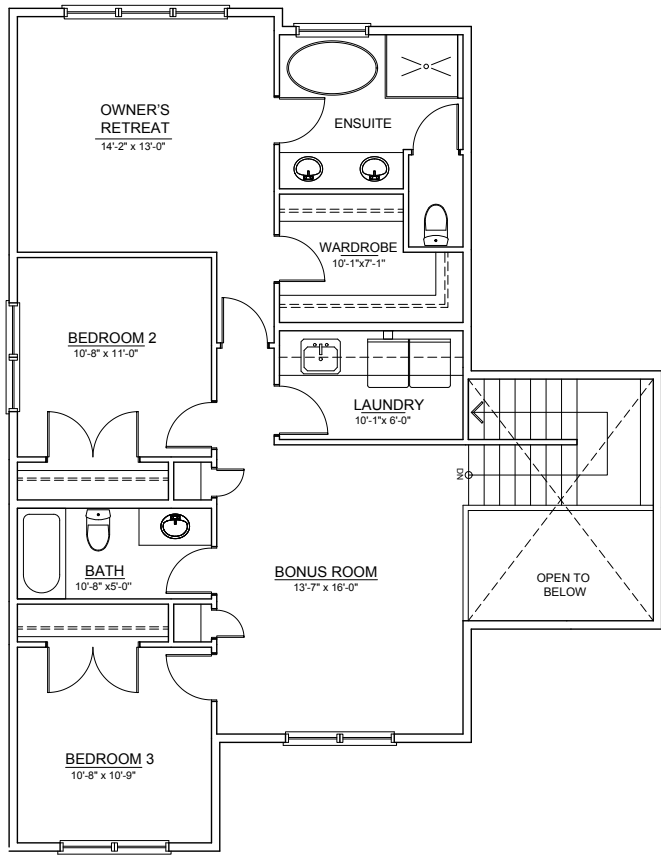 OWNER'S
RETREAT
14'-2" x 13'-0"
ENSUITE
WARDROBE
10'-1"x7'-1"
BEDROOM 2
10'-8" x 11'-0"
LAUNDRY
10'-1"x 6'-0"
DN
BATH
10'-8" x5'-0"
BONUS ROOM
13'-7" x 16'-0"
OPEN TO
BELOW
BEDROOM 3
10'-8" x 10'-9"